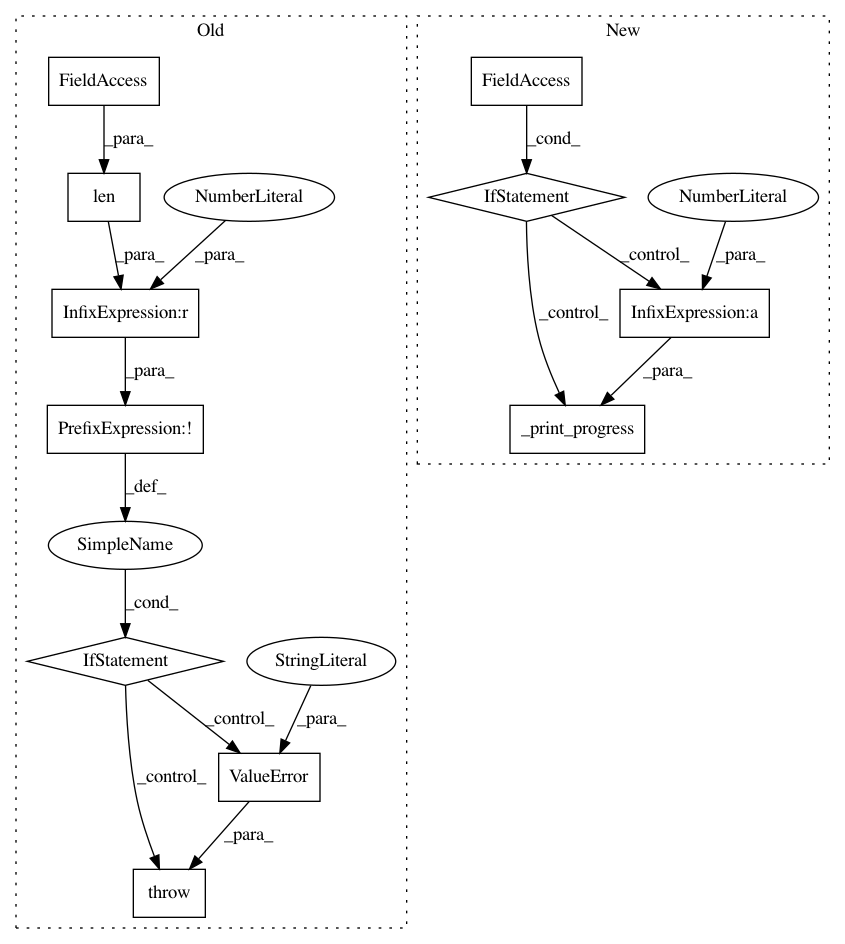 Old
New
FieldAccess
FieldAccess
_para_
_cond_
len
NumberLiteral
IfStatement
NumberLiteral
_para_
_para_
_control_
_para_
InfixExpression:r
_control_
InfixExpression:a
_para_
_para_
PrefixExpression:!
_print_progress
_def_
SimpleName
_cond_
IfStatement
StringLiteral
_control_
_para_
_control_
ValueError
_para_
throw